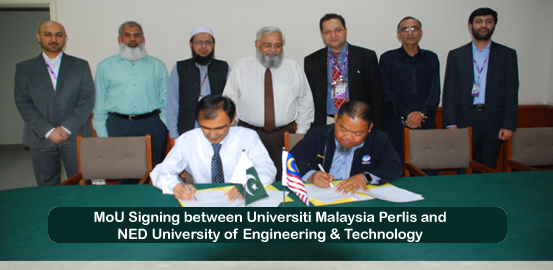 MoU Signing between Universiti Malaysia Perlis and
NED University of Engineering & Technology